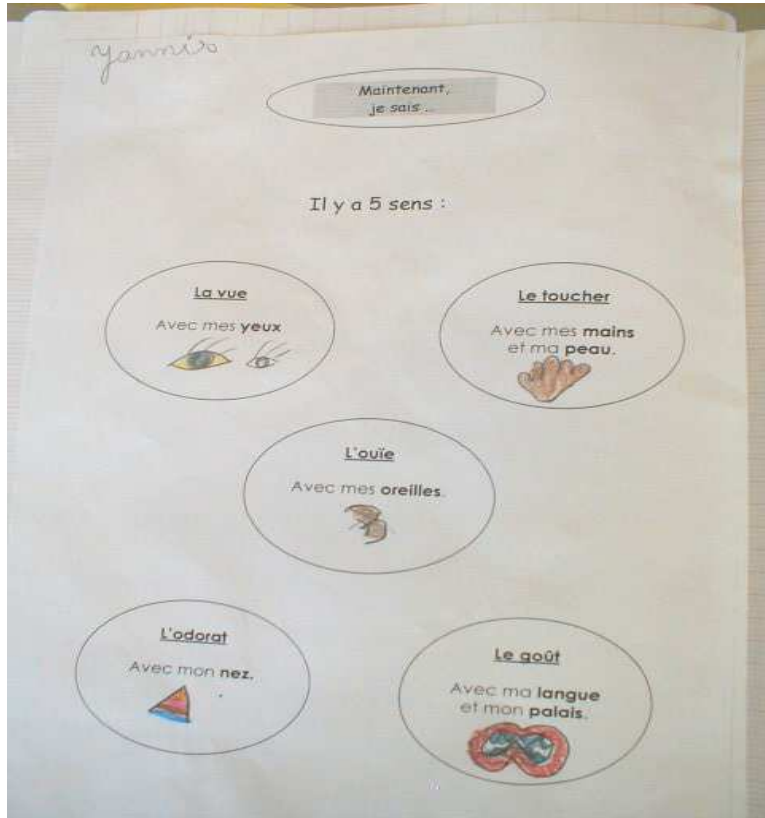 Yannis
Maintenant,
je sais ...
Il y a 5 sens :
La vue
Avec mes yeux
Le toucher
Avec mes mains
et ma peau.
L'ouïe
Avec mes oreilles.
L'odorat
Avec mon nez.
Le goût
Avec ma langue
et mon palais.